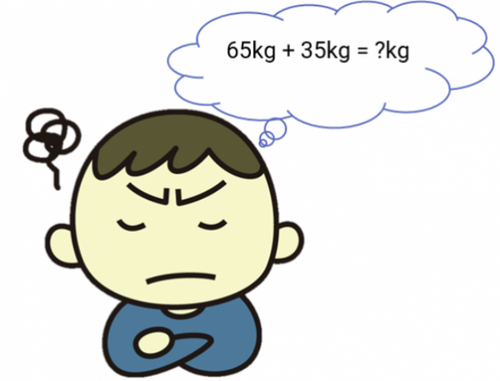 65kg + 35kg = ?kg